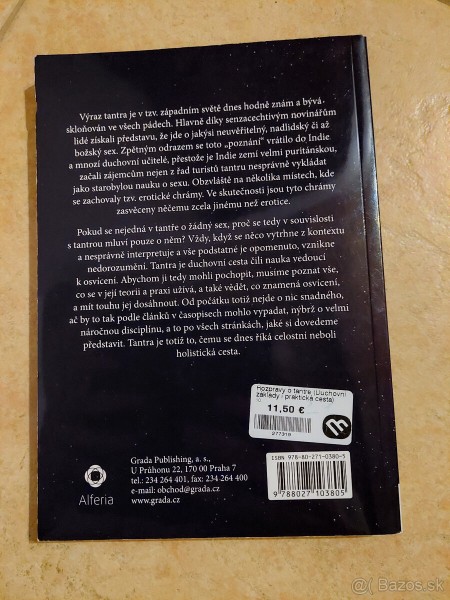 Výraz tantra je v tzv. západním světě dnes hodně znám a bývá
skloňován ve všech pádech. Hlavně díky senzacechtivým novinářům
lidé získali představu, že jde o jakýsi neuvěřitelný, nadlidský či až
božský sex. Zpětným odrazem se toto „poznání“ vrátilo do Indie
a mnozí duchovní učitelé, přestože je Indie zemí velmi puritánskou,
začali zájemcům nejen z řad turistů tantru nesprávně vykládat
jako starobylou nauku o sexu. Obzvláště na několika místech, kde
se zachovaly tzv. erotické chrámy. Ve skutečnosti jsou tyto chrámy
zasvěceny něčemu zcela jinému než erotice.
Pokud se nejedná v tantře o žádný sex, proč se tedy v souvislosti
s tantrou mluví pouze o něm? Vždy, když se něco vytrhne z kontextu
a nesprávně interpretuje a vše podstatné je opomenuto, vznikne
nedorozumění. Tantra je duchovní cesta čili nauka vedoucí
k osvícení. Abychom ji tedy mohli pochopit, musíme poznat vše,
co se v její teorii a praxi užívá, a také vědět, co znamená osvícení,
a mít touhu jej dosáhnout. Od počátku totiž nejde o nic snadného,
ač by to tak podle článků v časopisech mohlo vypadat, nýbrž o velmi
náročnou disciplínu, a to po všech stránkách, jaké si dovedeme
představit. Tantra je totiž to, čemu se dnes říká celostní neboli
holistická cesta.
Rozpravy o tantře (Duchovní
základy i praktická cesta)
11,50 €
277319
Alferia
Grada Publishing, a. s.,
U Průhonu 22, 170 00 Praha 7
tel.: 234 264 401, fax: 234 264 400
e-mail: obchod@grada.cz
www.grada.cz
ISBN 978-80-271-0380-5
9 788027 103805
Bazos.sk